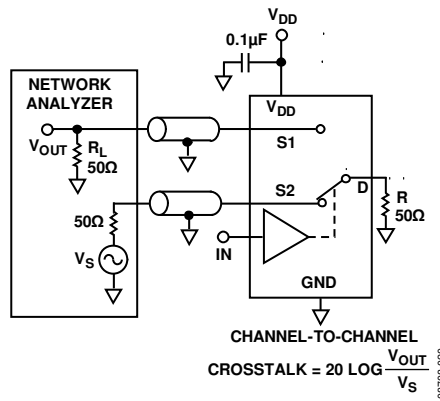 VDD
0.1µF
NETWORK
ANALYZER
VDD
VOUT
RL
50Ω
S1
50Ω
S2
D
R
50Ω
VS
IN
GND
CHANNEL-TO-CHANNEL
CROSSTALK = 20 LOG VOUT
VS